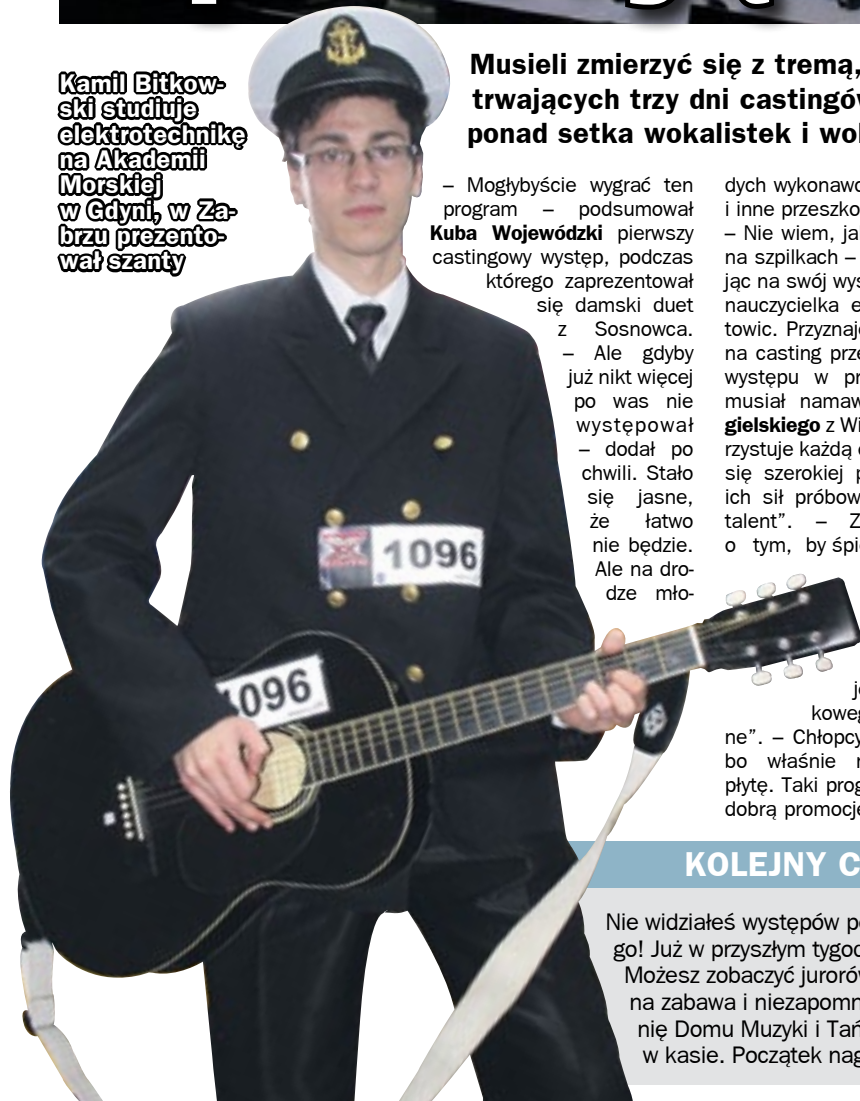 Kamil Bitkow-
ski studiuje
elektrotechnikę
na Akademii
Morskiej
w Gdyni, w Za-
brzu prezento-
wał szanty
Musieli zmierzyć się z tremą,
trwających trzy dni castingów
ponad setka wokalistek i wok
– Mogłybyście wygrać ten
program – podsumował
Kuba Wojewódzki pierwszy
castingowy występ, podczas
którego zaprezentował
się damski duet
z Sosnowca.
– Ale gdyby
już nikt więcej
po was nie
występował
– dodał po
chwili. Stało
się jasne,
że łatwo
nie będzie.
Ale na dro-
dze mło-
dych wykonawc
i inne przeszko
– Nie wiem, ja
na szpilkach –
jąc na swój wys
nauczycielka e
towic. Przyznaj
na casting prze
występu w pr
musiał namaw
gielskiego z Wi
rzystuje każdą
się szerokiej p
ich sił próbow
talent”. – Z
o tym, by śpi
j
koweg
ne”. – Chłopcy
bo właśnie
płytę. Taki prog
dobrą promocj
1096
1096
KOLEJNY C
Nie widziałeś występów p
go! Już w przyszłym tygod
Możesz zobaczyć jurorów
na zabawa i niezapomn
nię Domu Muzyki i Tań
w kasie. Początek nag